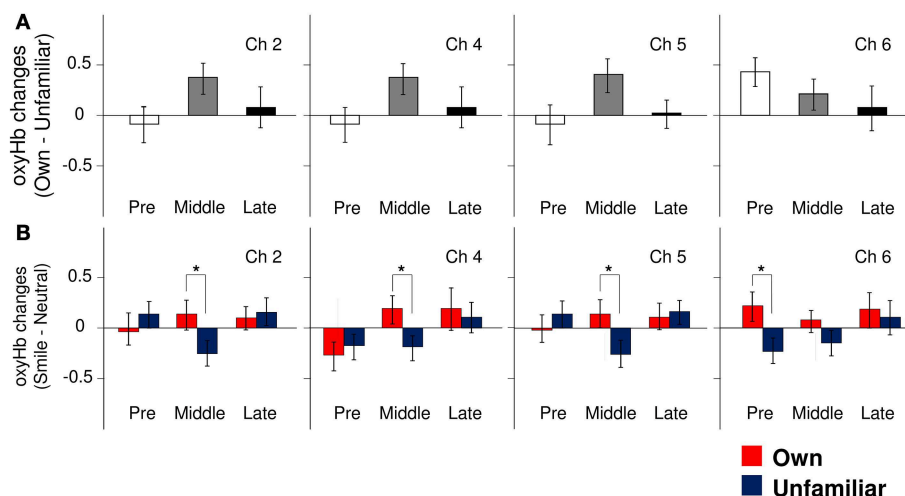 A
oxyHb changes
(Own - Unfamiliar)
0.5
0
-0.5
Ch 2
Ch 4
Ch 5
Ch 6
Pre Middle Late
Pre Middle Late
Pre Middle Late
Pre Middle Late
B
oxyHb changes
(Smile - Neutral)
0.5
0
-0.5
Ch 2
Ch 4
Ch 5
Ch 6
*
*
*
*
Pre Middle Late
Pre Middle Late
Pre Middle Late
Pre Middle Late
Own
Unfamiliar